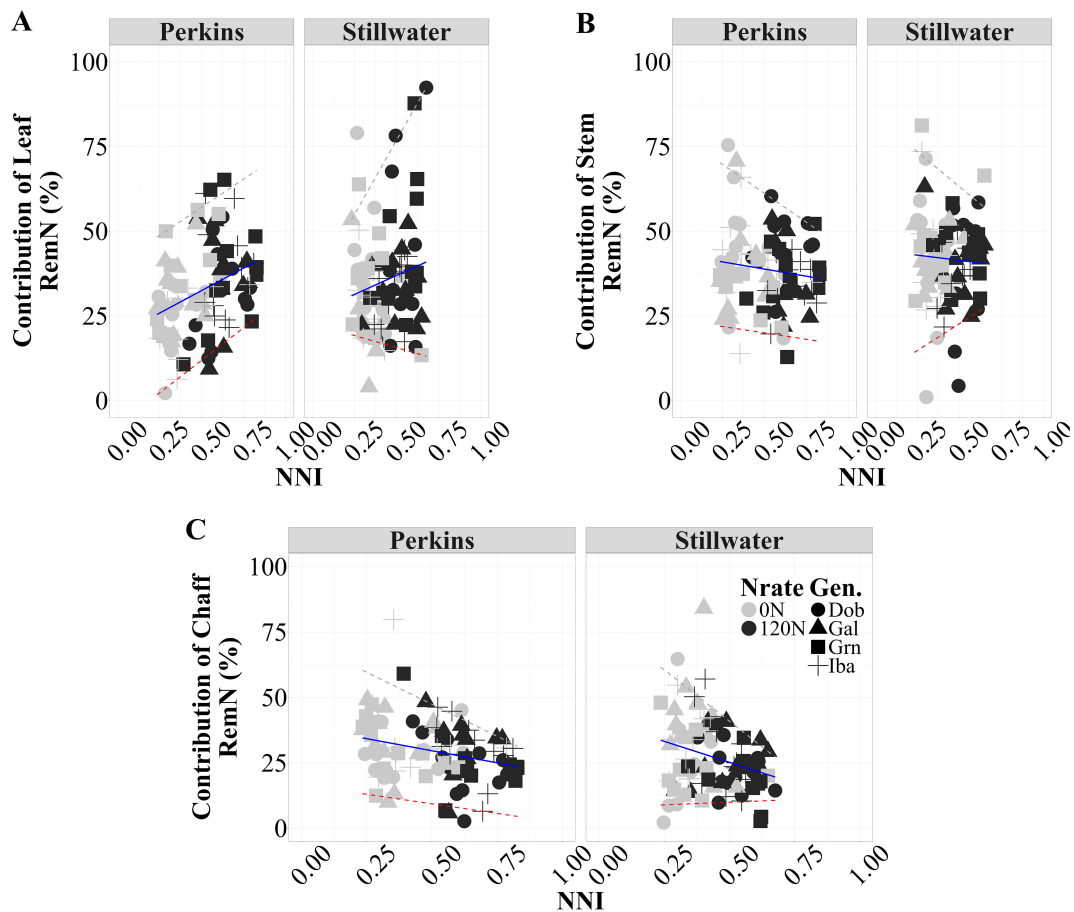 A
Perkins
Stillwater
Contribution of Leaf
RemN (%)
100
75
50
25
0
0.00
0.25
0.50
0.75
1.00
0.00
0.25
0.50
0.75
1.00
NNI
B
Perkins
Stillwater
Contribution of Stem
RemN (%)
100
75
50
25
0
0.00
0.25
0.50
0.75
1.00
0.00
0.25
0.50
0.75
1.00
NNI
C
Perkins
Stillwater
Contribution of Chaff
RemN (%)
100
75
50
25
0
Nrate Gen.
0N Dob
120N Gal
Grn
Iba
0.00
0.25
0.50
0.75
1.00
0.00
0.25
0.50
0.75
1.00
NNI